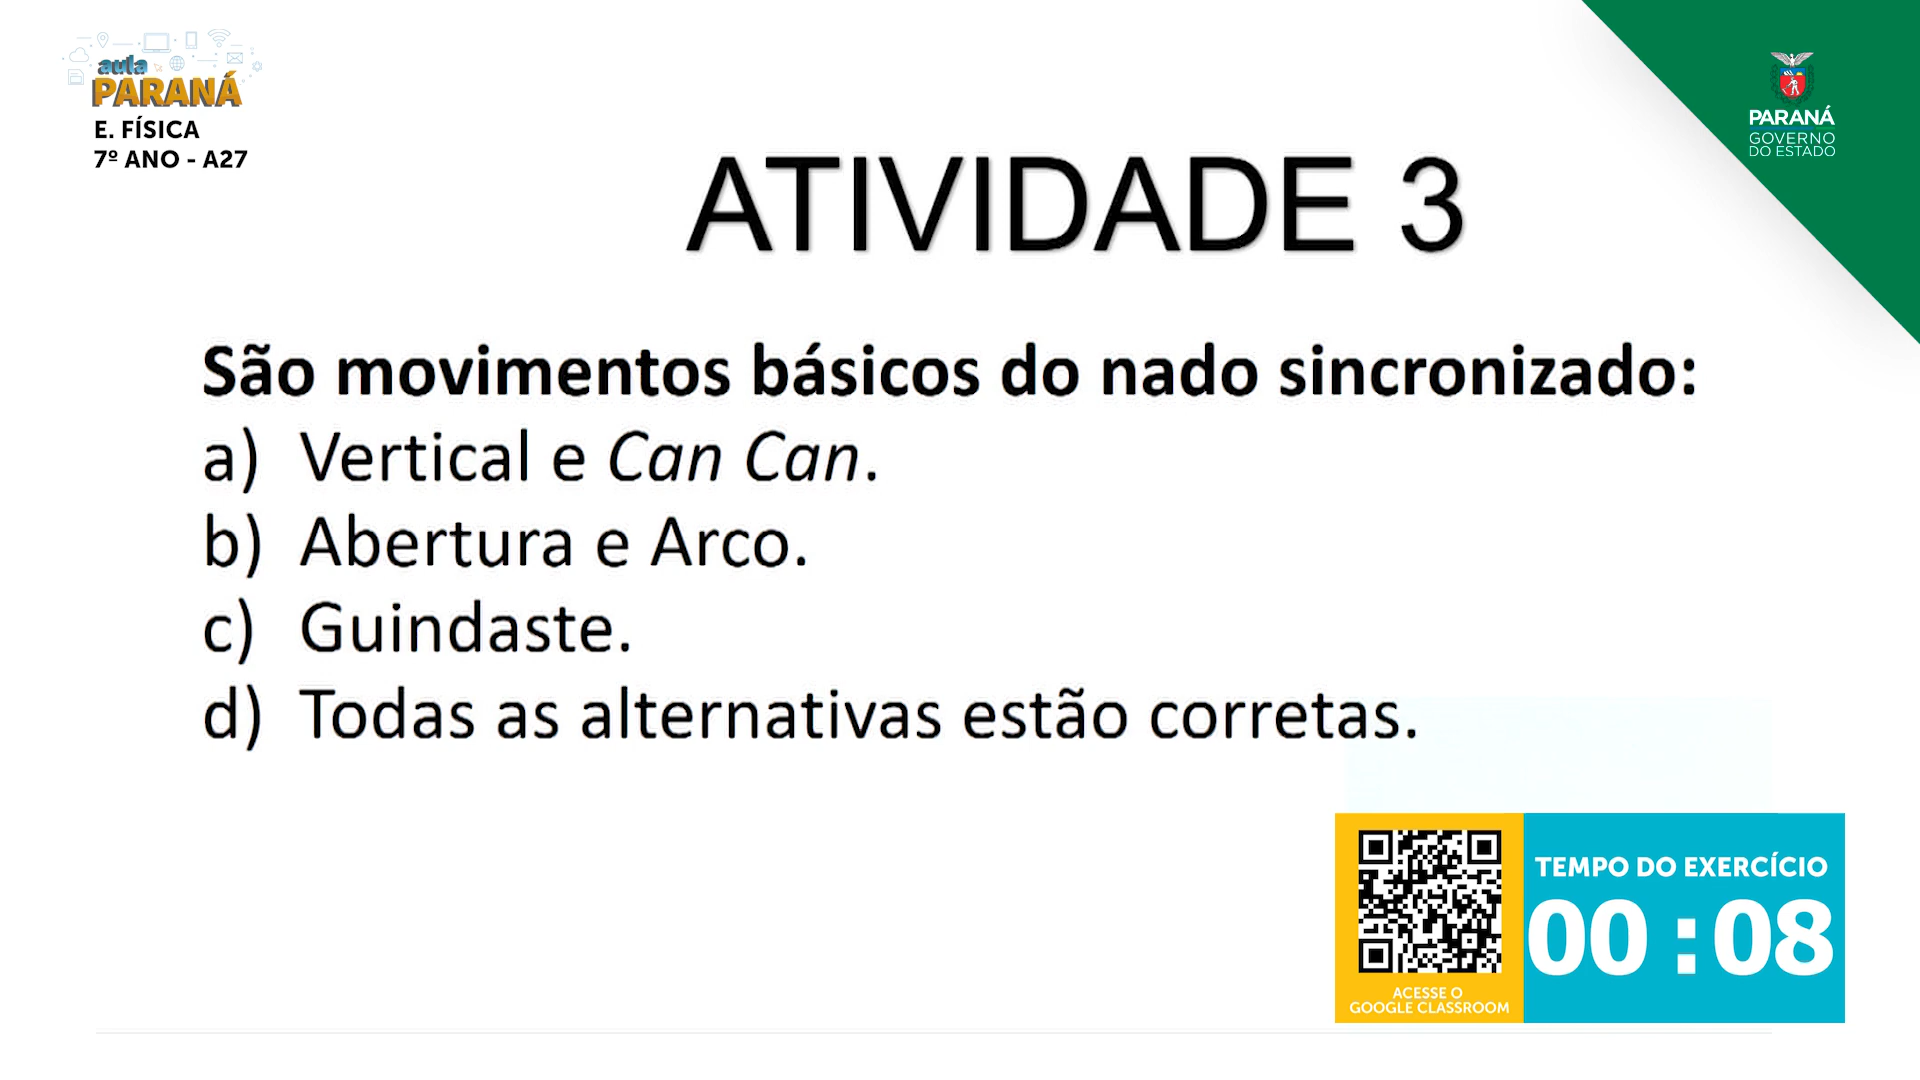 aula
PARANÁ
E. FÍSICA
7º ANO - A27
PARANÁ
GOVERNO
DO ESTADO
ATIVIDADE 3
São movimentos básicos do nado sincronizado:
a) Vertical e Can Can.
b) Abertura e Arco.
c) Guindaste.
d) Todas as alternativas estão corretas.
TEMPO DO EXERCÍCIO
00 : 08
ACESSE O
GOOGLE CLASSROOM